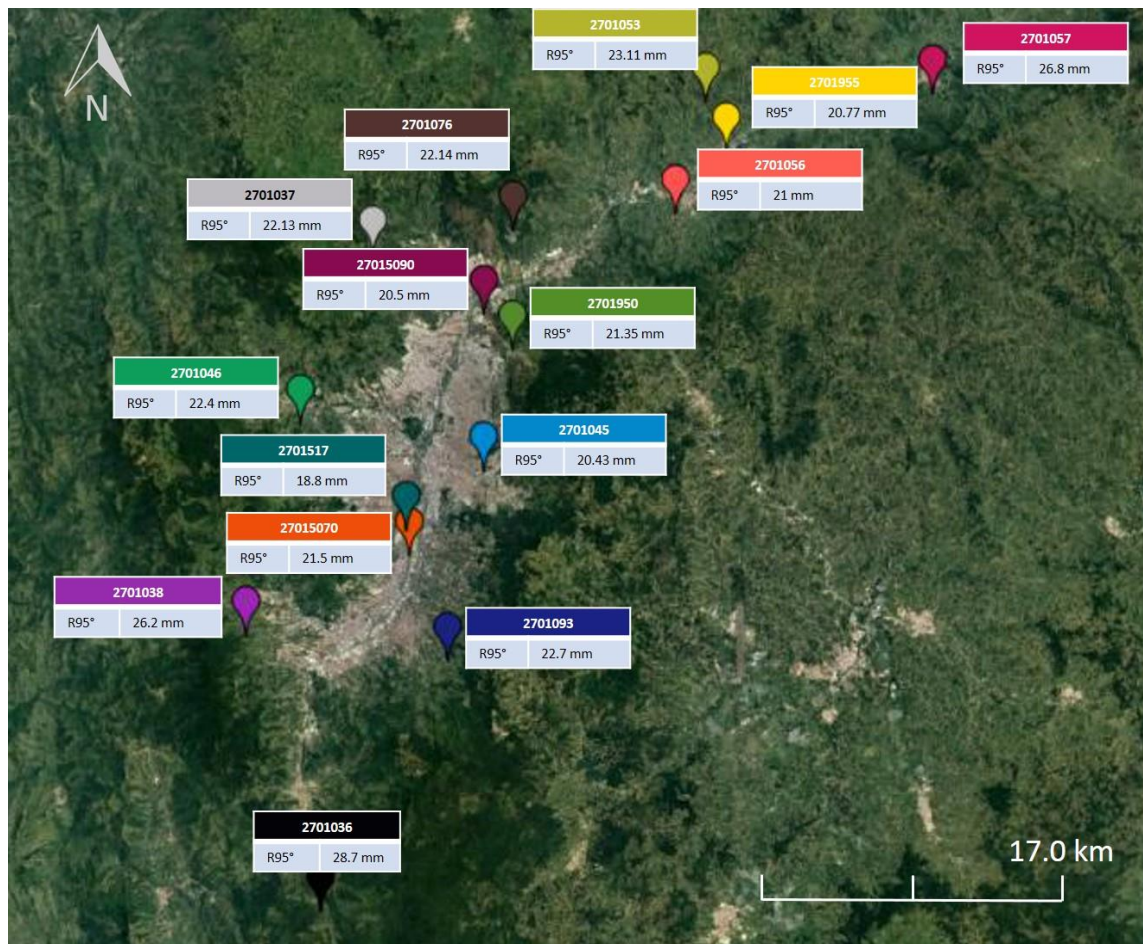 N
2701053
R95° 23.11 mm
2701057
R95° 26.8 mm
2701955
R95° 20.77 mm
2701076
R95° 22.14 mm
2701056
R95° 21 mm
2701037
R95° 22.13 mm
27015090
R95° 20.5 mm
2701950
R95° 21.35 mm
2701046
R95° 22.4 mm
2701045
R95° 20.43 mm
2701517
R95° 18.8 mm
27015070
R95° 21.5 mm
2701038
R95° 26.2 mm
2701093
R95° 22.7 mm
2701036
R95° 28.7 mm
17.0 km